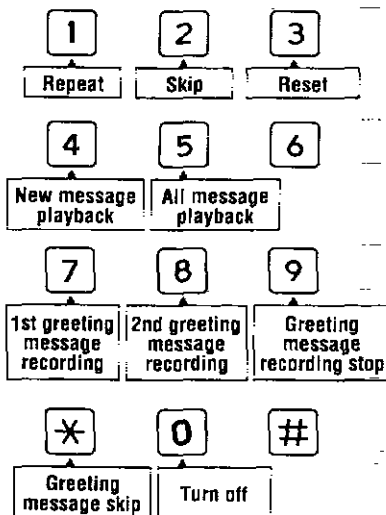 1 2 3
Repeat Skip Reset
4 5 6
New message All message
playback playback
7 8 9
1st greeting 2nd greeting Greeting
message message message
recording recording recording stop
* 0 #
Greeting Turn off
message skip